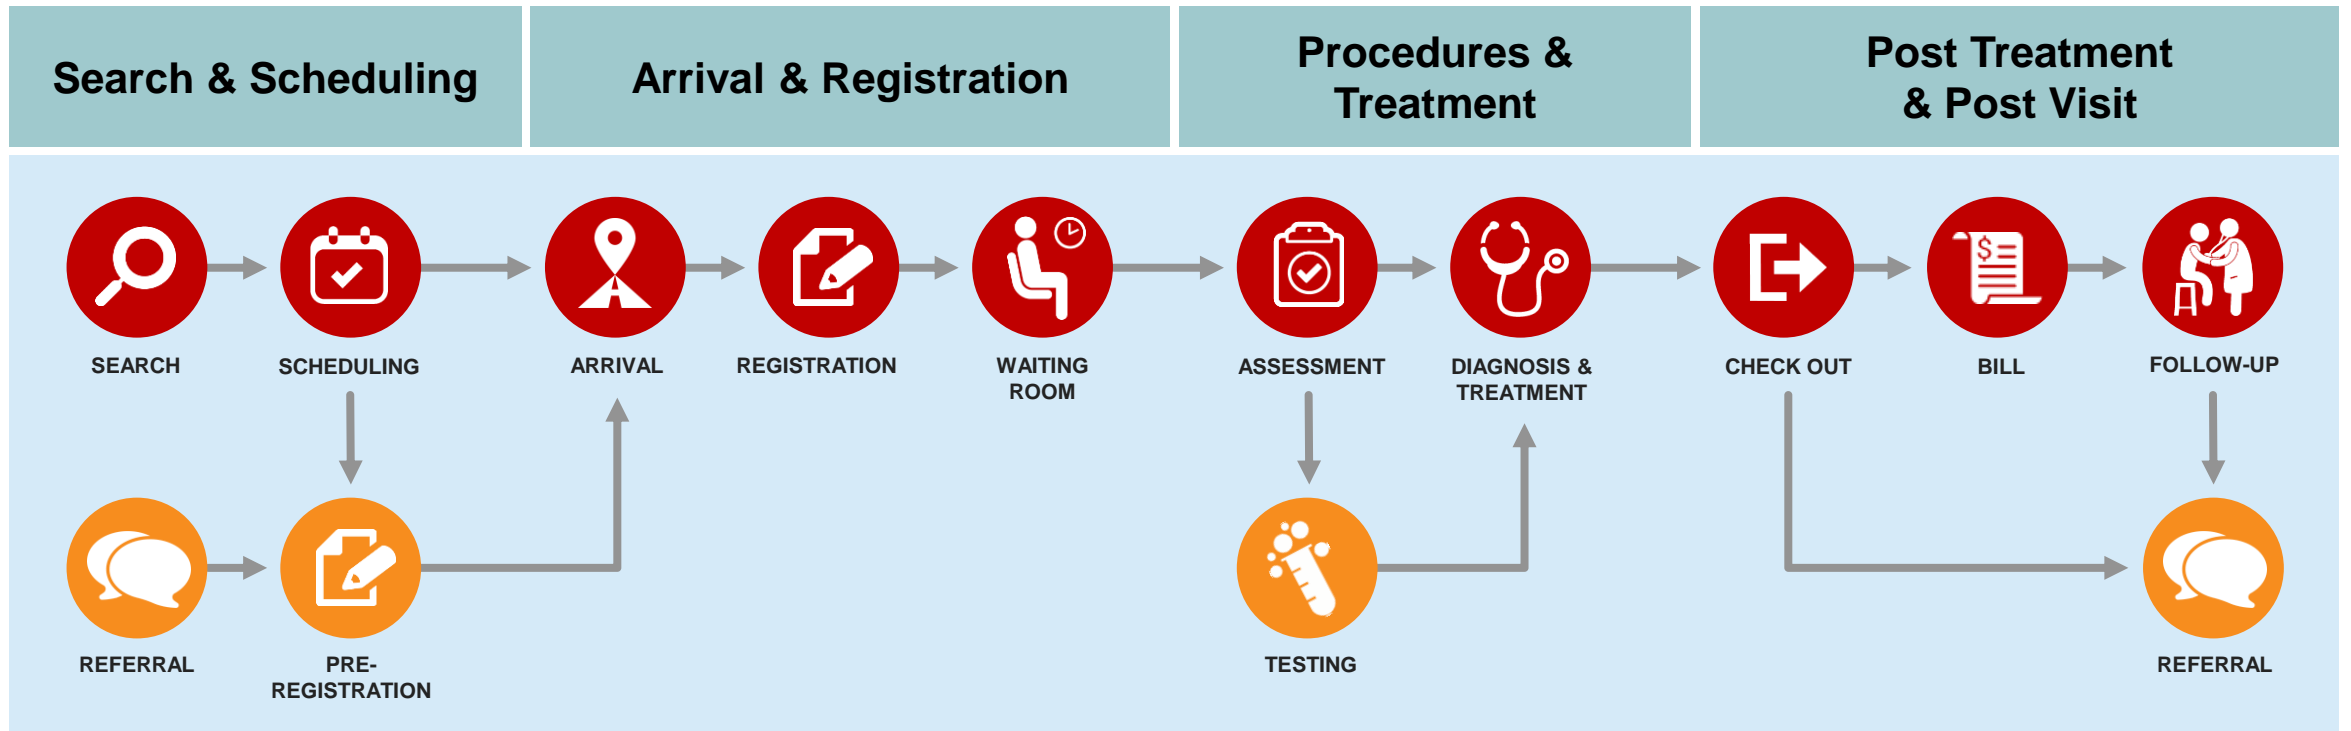 Search & Scheduling
Arrival & Registration
Procedures &
Treatment
Post Treatment
& Post Visit
$
SEARCH
SCHEDULING
ARRIVAL
REGISTRATION
WAITING
ROOM
ASSESSMENT
DIAGNOSIS &
TREATMENT
CHECK OUT
BILL
FOLLOW-UP
REFERRAL
PRE-
REGISTRATION
TESTING
REFERRAL